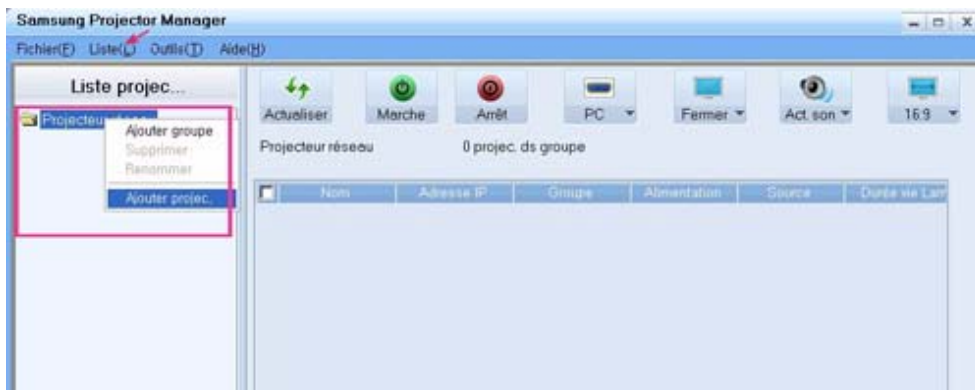 Samsung Projector Manager
Fichier(F) Liste(L) Outils(T) Aide(H)
Liste projec...
Actualiser Marche Arrêt PC Fermer Act. son 16:9
Projecteur
Ajouter groupe
Supprimer
Renommer
Ajouter projec.
Projecteur réseau 0 projec. ds groupe
Nom Adresse IP Groupe Alimentation Source Durée vie Lam